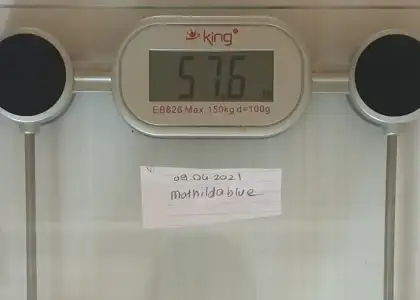 king
57.6
EB826 Max 150kg d=100g
09.04.2021
mathildablue